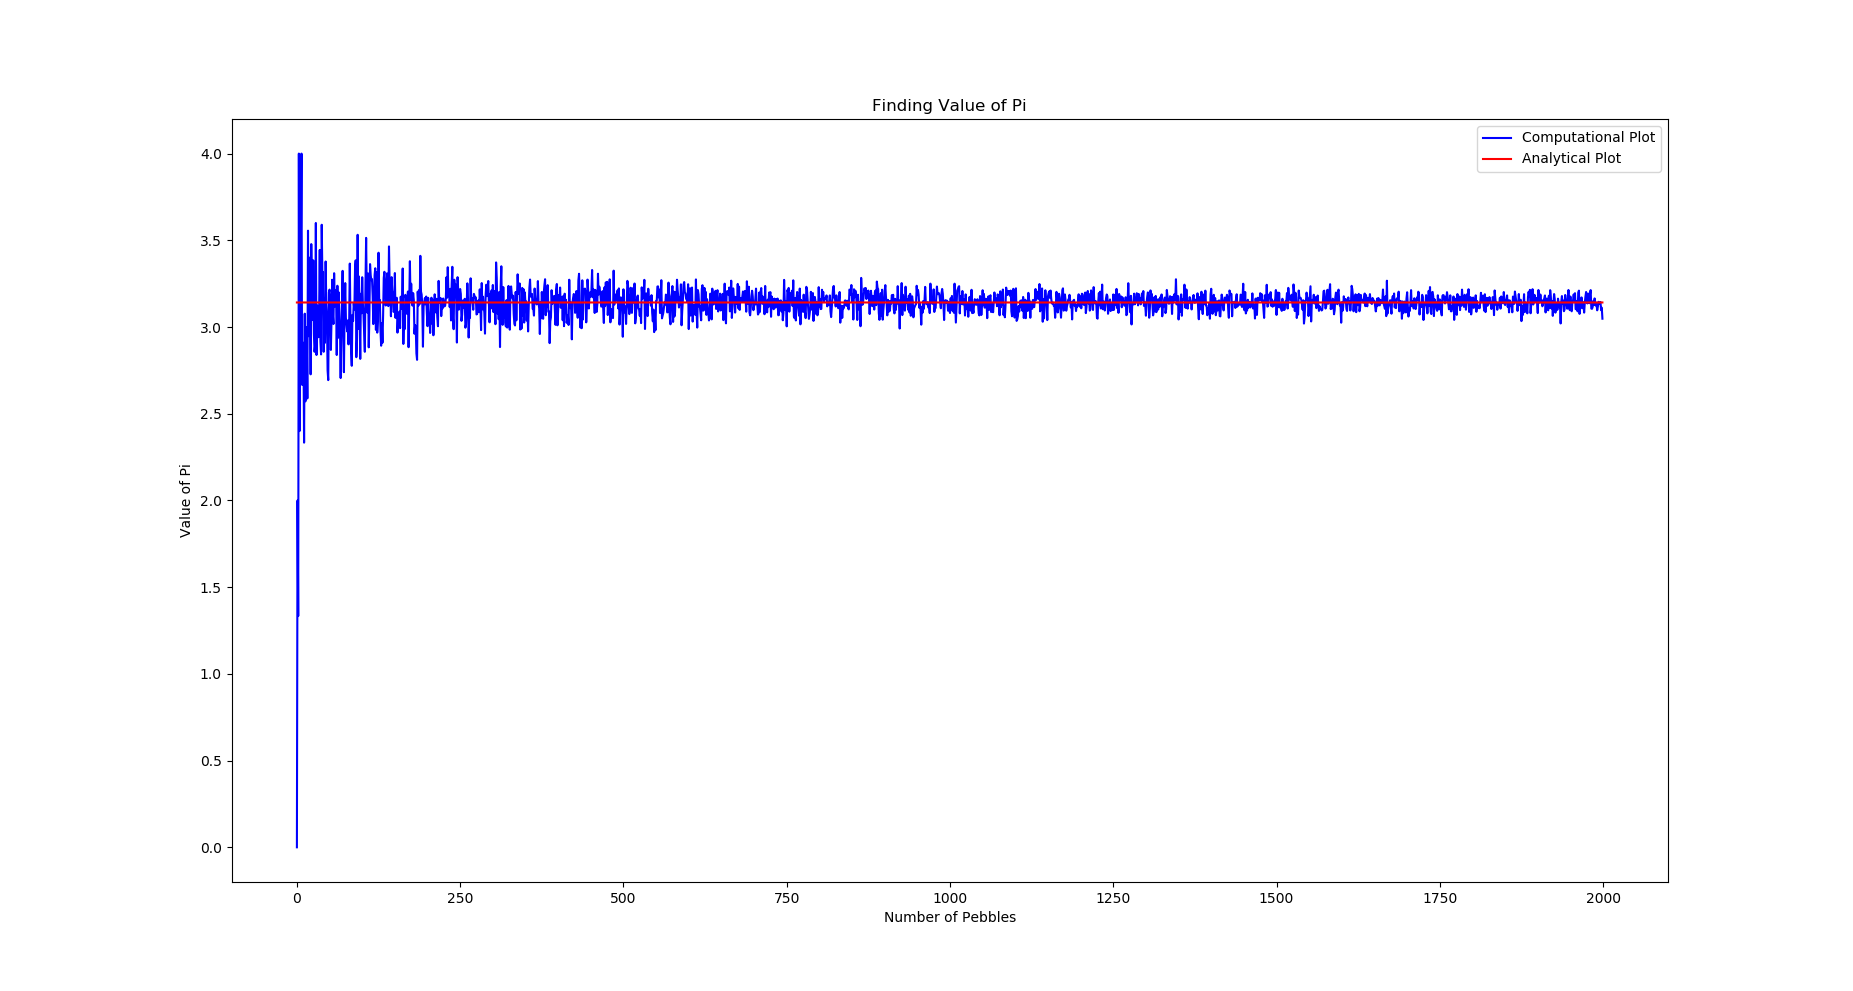 Finding Value of Pi
Computational Plot
Analytical Plot
4.0
3.5
3.0
2.5
2.0
1.5
1.0
0.5
0.0
Value of Pi
0 250 500 750 1000 1250 1500 1750 2000
Number of Pebbles